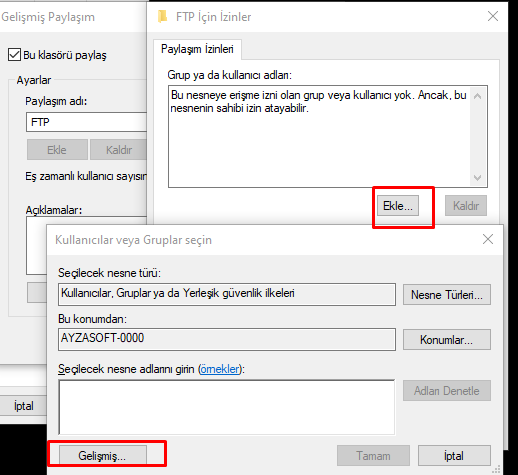 Gelişmiş Paylaşım
Bu klasörü paylaş
Ayarlar
Paylaşım adı:
FTP
Ekle
Kaldır
Eş zamanlı kullanıcı sayısın
Açıklamalar:
İptal
FTP İçin İzinler
Paylaşım İzinleri
Grup ya da kullanıcı adları:
Bu nesneye erişme izni olan grup veya kullanıcı yok. Ancak, bu
nesnenin sahibi izin atayabilir.
Ekle...
Kaldır
Kullanıcılar veya Gruplar seçin
Seçilecek nesne türü:
Kullanıcılar, Gruplar ya da Yerleşik güvenlik ilkeleri
Nesne Türleri...
Bu konumdan:
AYZASOFT-0000
Konumlar...
Seçilecek nesne adlarını girin (örnekler):
Adları Denetle
Gelişmiş...
Tamam
İptal